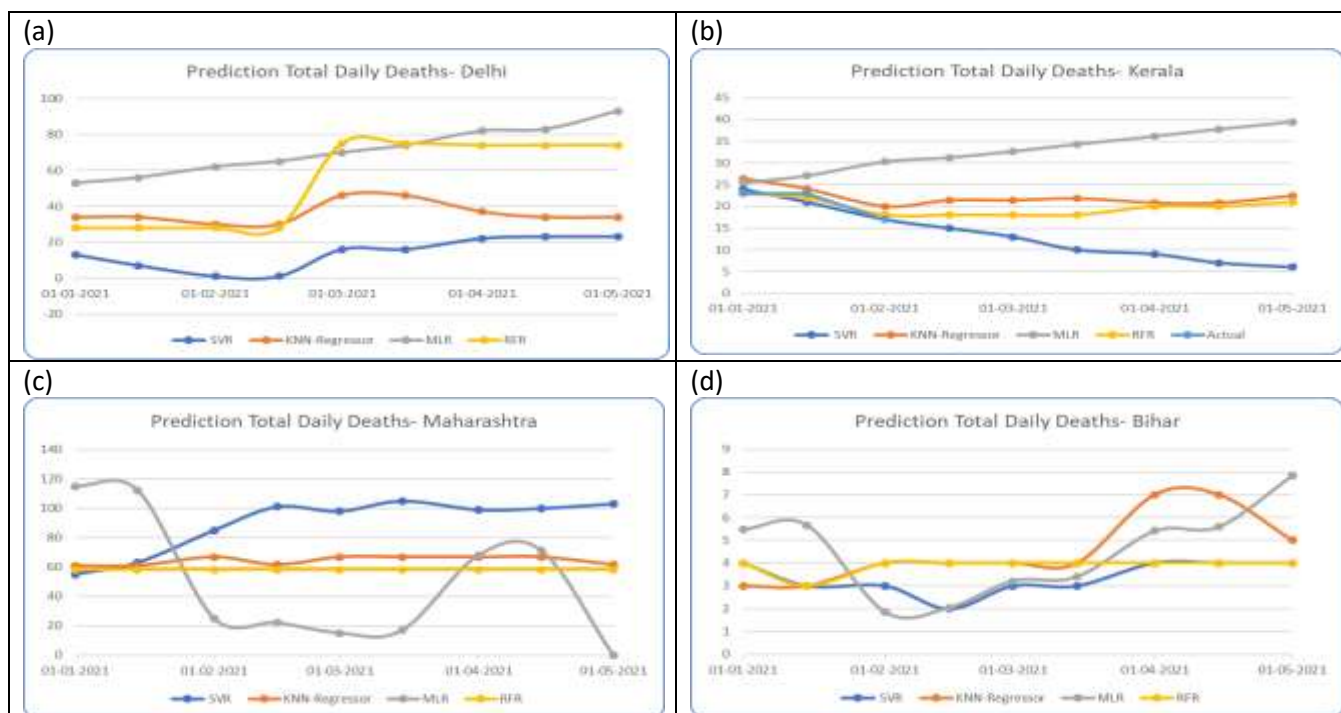 (a)
Prediction Total Daily Deaths- Delhi
100
80
60
40
20
0
-20
01-01-2021 01-02-2021 01-03-2021 01-04-2021 01-05-2021
SVR KNN-Regressor MLR RFR
(b)
Prediction Total Daily Deaths- Kerala
45
40
35
30
25
20
15
10
5
0
01-01-2021 01-02-2021 01-03-2021 01-04-2021 01-05-2021
SVR KNN-Regressor MLR RFR Actual
(c)
Prediction Total Daily Deaths- Maharashtra
140
120
100
80
60
40
20
0
01-01-2021 01-02-2021 01-03-2021 01-04-2021 01-05-2021
SVR KNN-Regressor MLR RFR
(d)
Prediction Total Daily Deaths- Bihar
9
8
7
6
5
4
3
2
1
0
01-01-2021 01-02-2021 01-03-2021 01-04-2021 01-05-2021
SVR KNN-Regressor MLR RFR